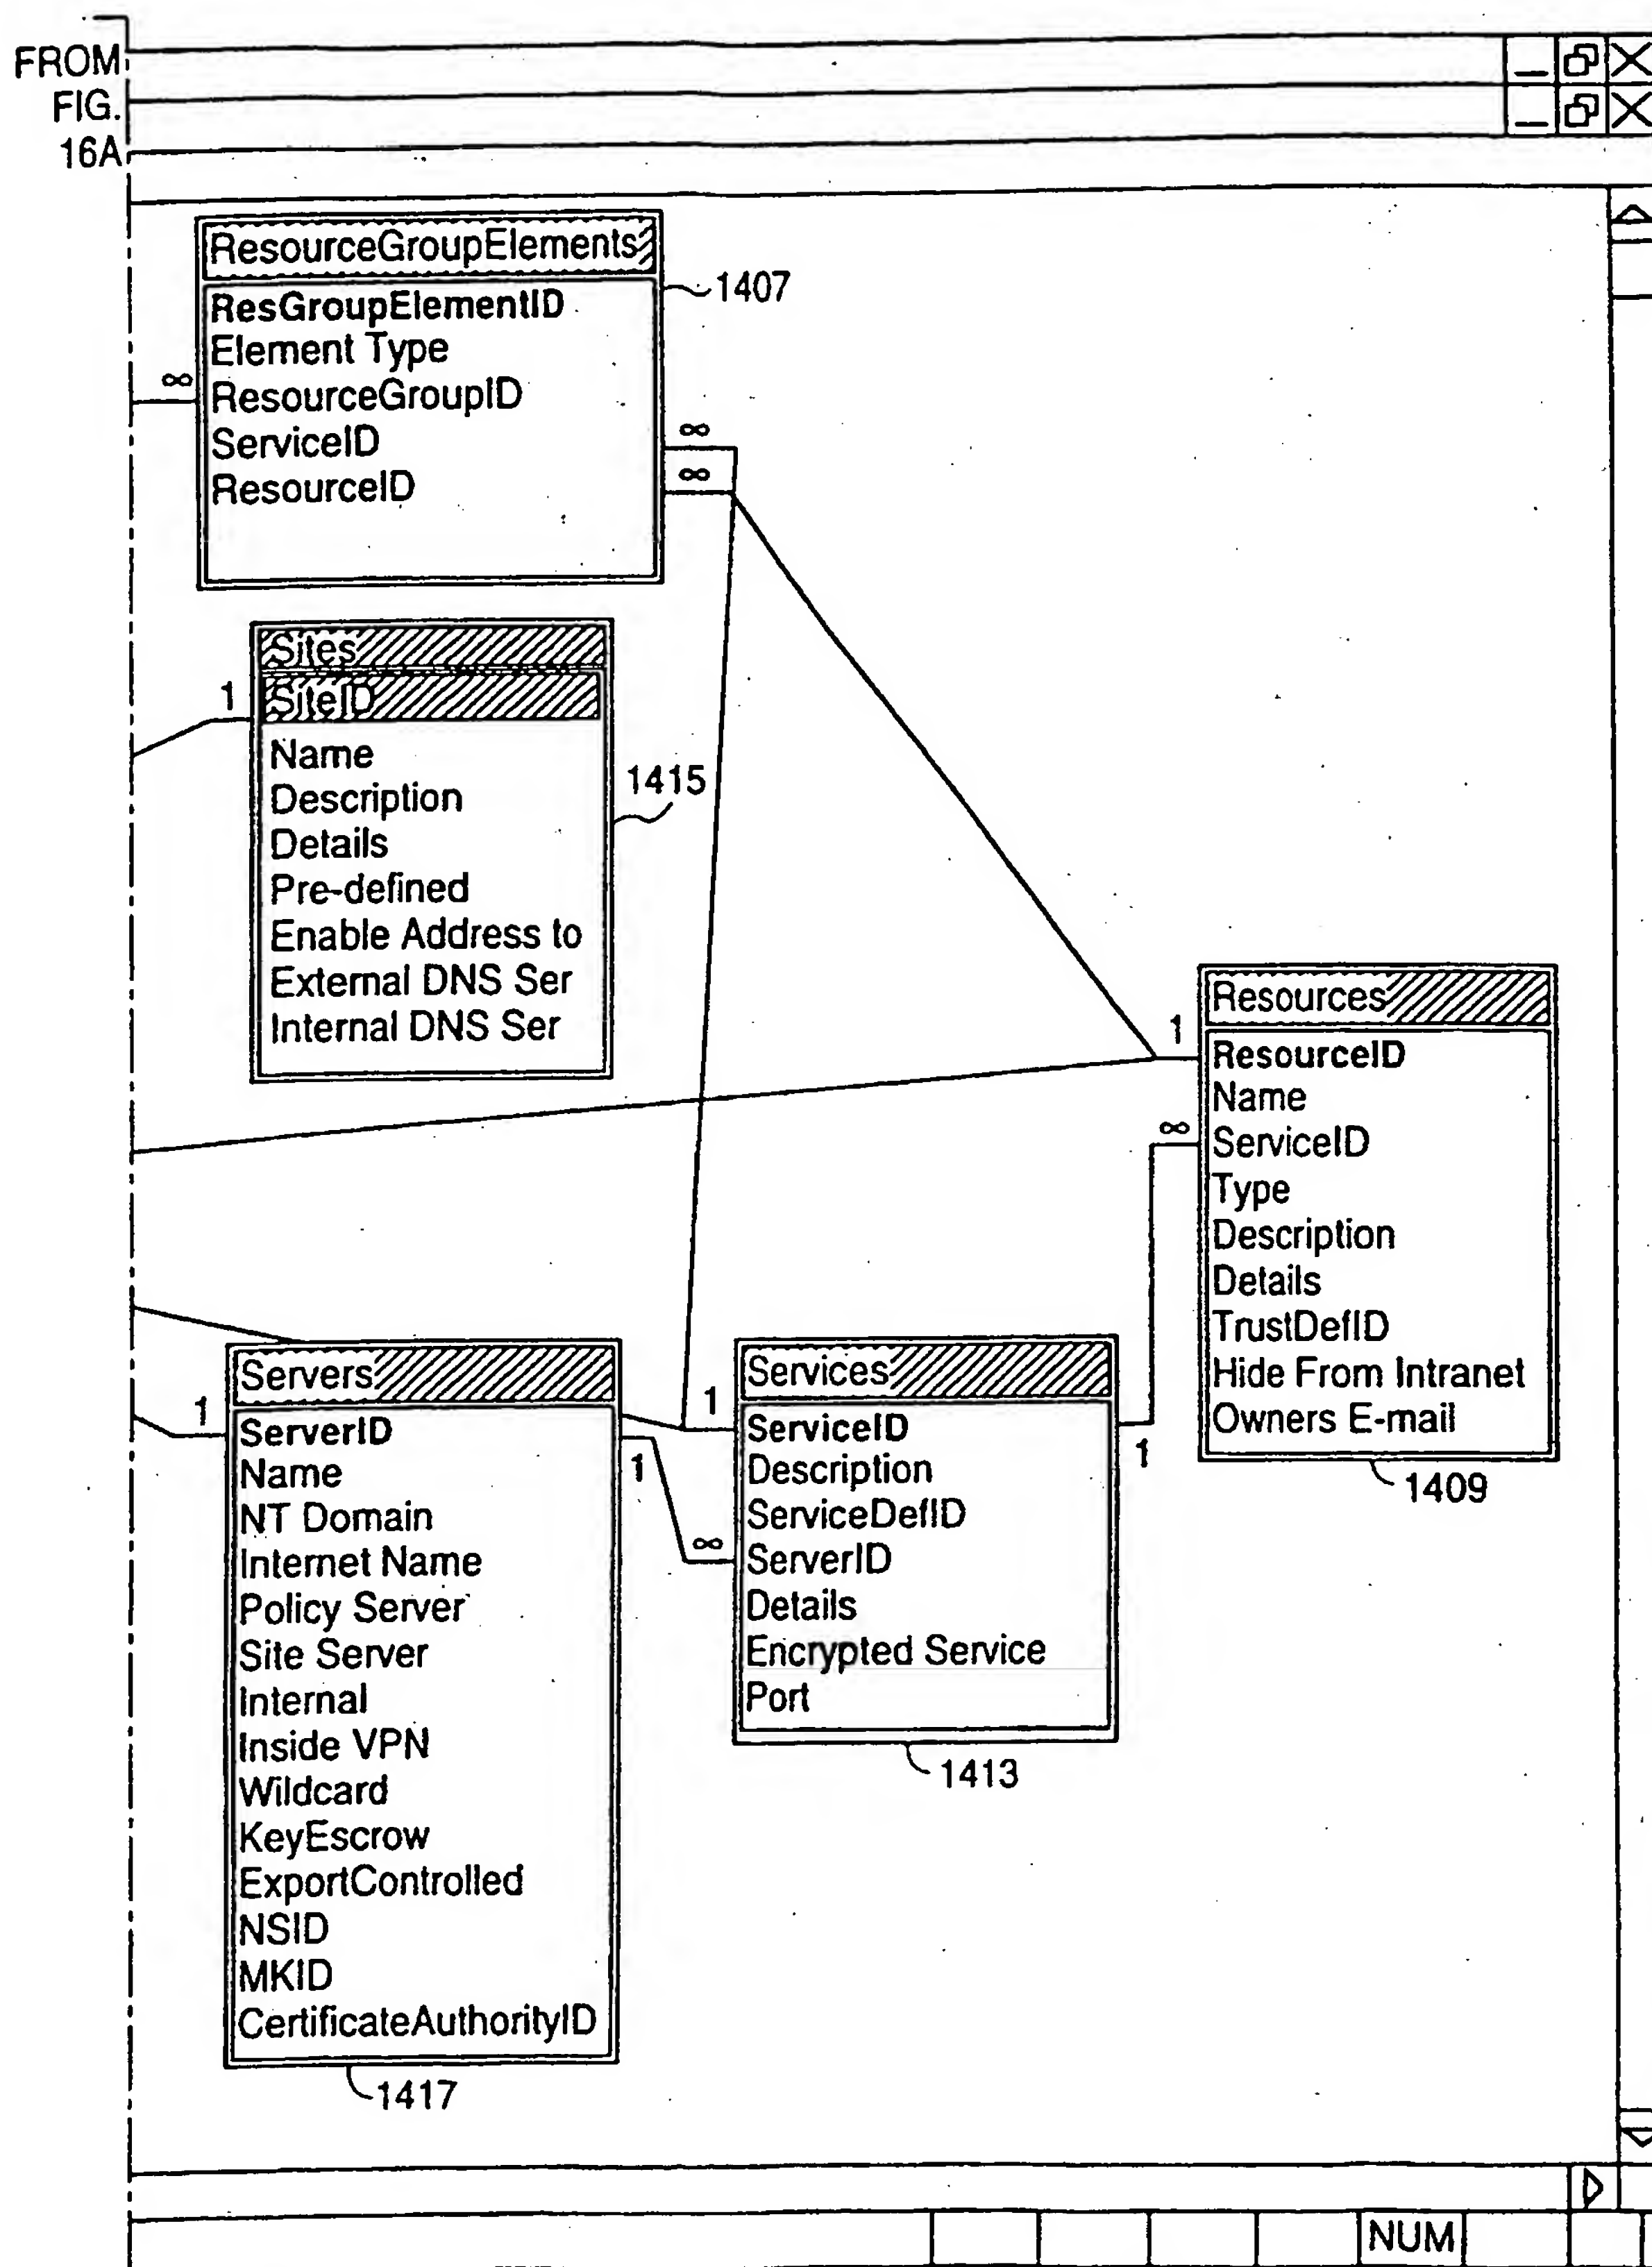 FROM
FIG.
16A
ResourceGroupElements
ResGroupElementID
Element Type
ResourceGroupID
ServiceID
ResourceID
1407
∞
∞
∞
Sites
SiteID
Name
Description
Details
Pre-defined
Enable Address to
External DNS Ser
Internal DNS Ser
1
1415
Resources
ResourceID
Name
ServiceID
Type
Description
Details
TrustDefID
Hide From Intranet
Owners E-mail
1
∞
1409
Servers
ServerID
Name
NT Domain
Internet Name
Policy Server
Site Server
Internal
Inside VPN
Wildcard
KeyEscrow
ExportControlled
NSID
MKID
CertificateAuthorityID
1
1
1417
Services
ServiceID
Description
ServiceDefID
ServerID
Details
Encrypted Service
Port
1
∞
1
1413
NUM